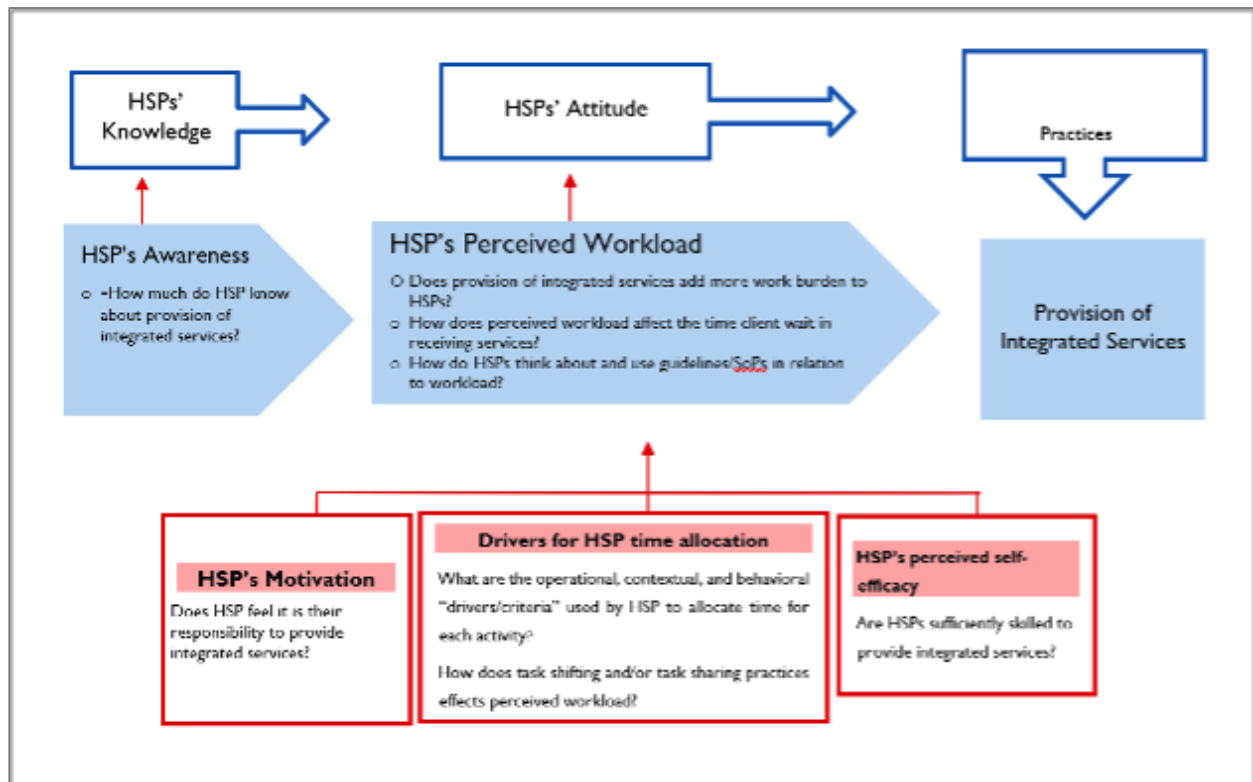 HSPs'
Knowledge
HSPs' Attitude
Practices
HSP's Awareness
o =How much do HSP know
about provision of
integrated services?
HSP's Perceived Workload
O Does provision of integrated services add more work burden to
HSPs?
o How does perceived workload affect the time client wait in
receiving services?
o How do HSPs think about and use guidelines/SoPs in relation
to workload?
Provision of
Integrated Services
HSP's Motivation
Does HSP feel it is their
responsibility to provide
integrated services?
Drivers for HSP time allocation
What are the operational, contextual, and behavioral
“drivers/criteria” used by HSP to allocate time for
each activity?
How does task shifting and/or task sharing practices
effects perceived workload?
HSP's perceived self-
efficacy
Are HSPs sufficiently skilled to
provide integrated services?